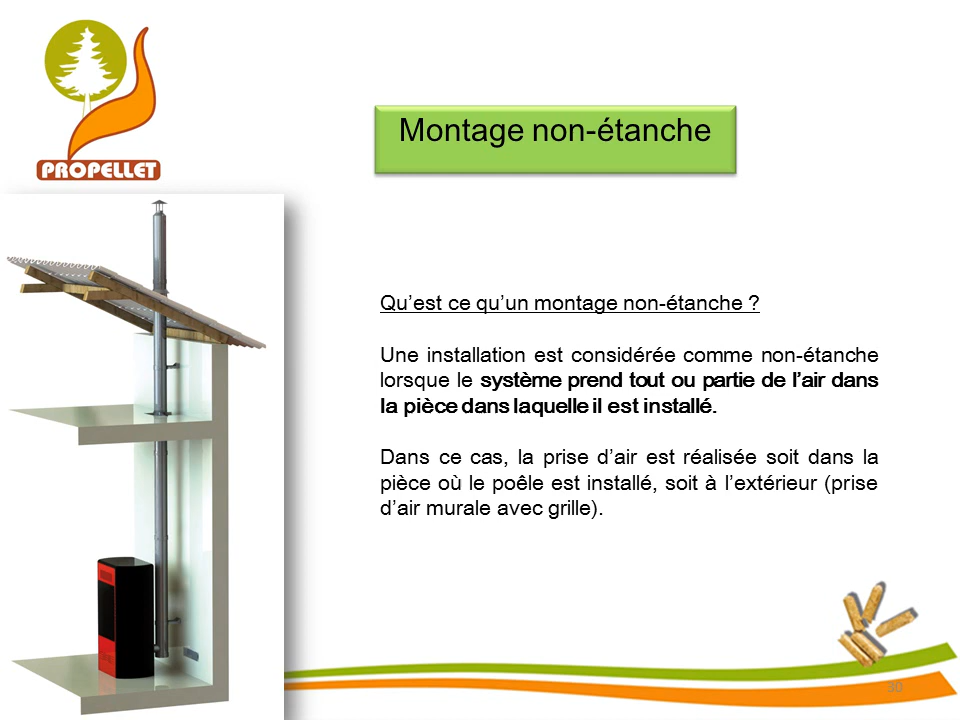 PROPELLET
Montage non-étanche
Qu’est ce qu’un montage non-étanche ?
Une installation est considérée comme non-étanche
lorsque le système prend tout ou partie de l’air dans
la pièce dans laquelle il est installé.
Dans ce cas, la prise d’air est réalisée soit dans la
pièce où le poêle est installé, soit à l’extérieur (prise
d’air murale avec grille).
30